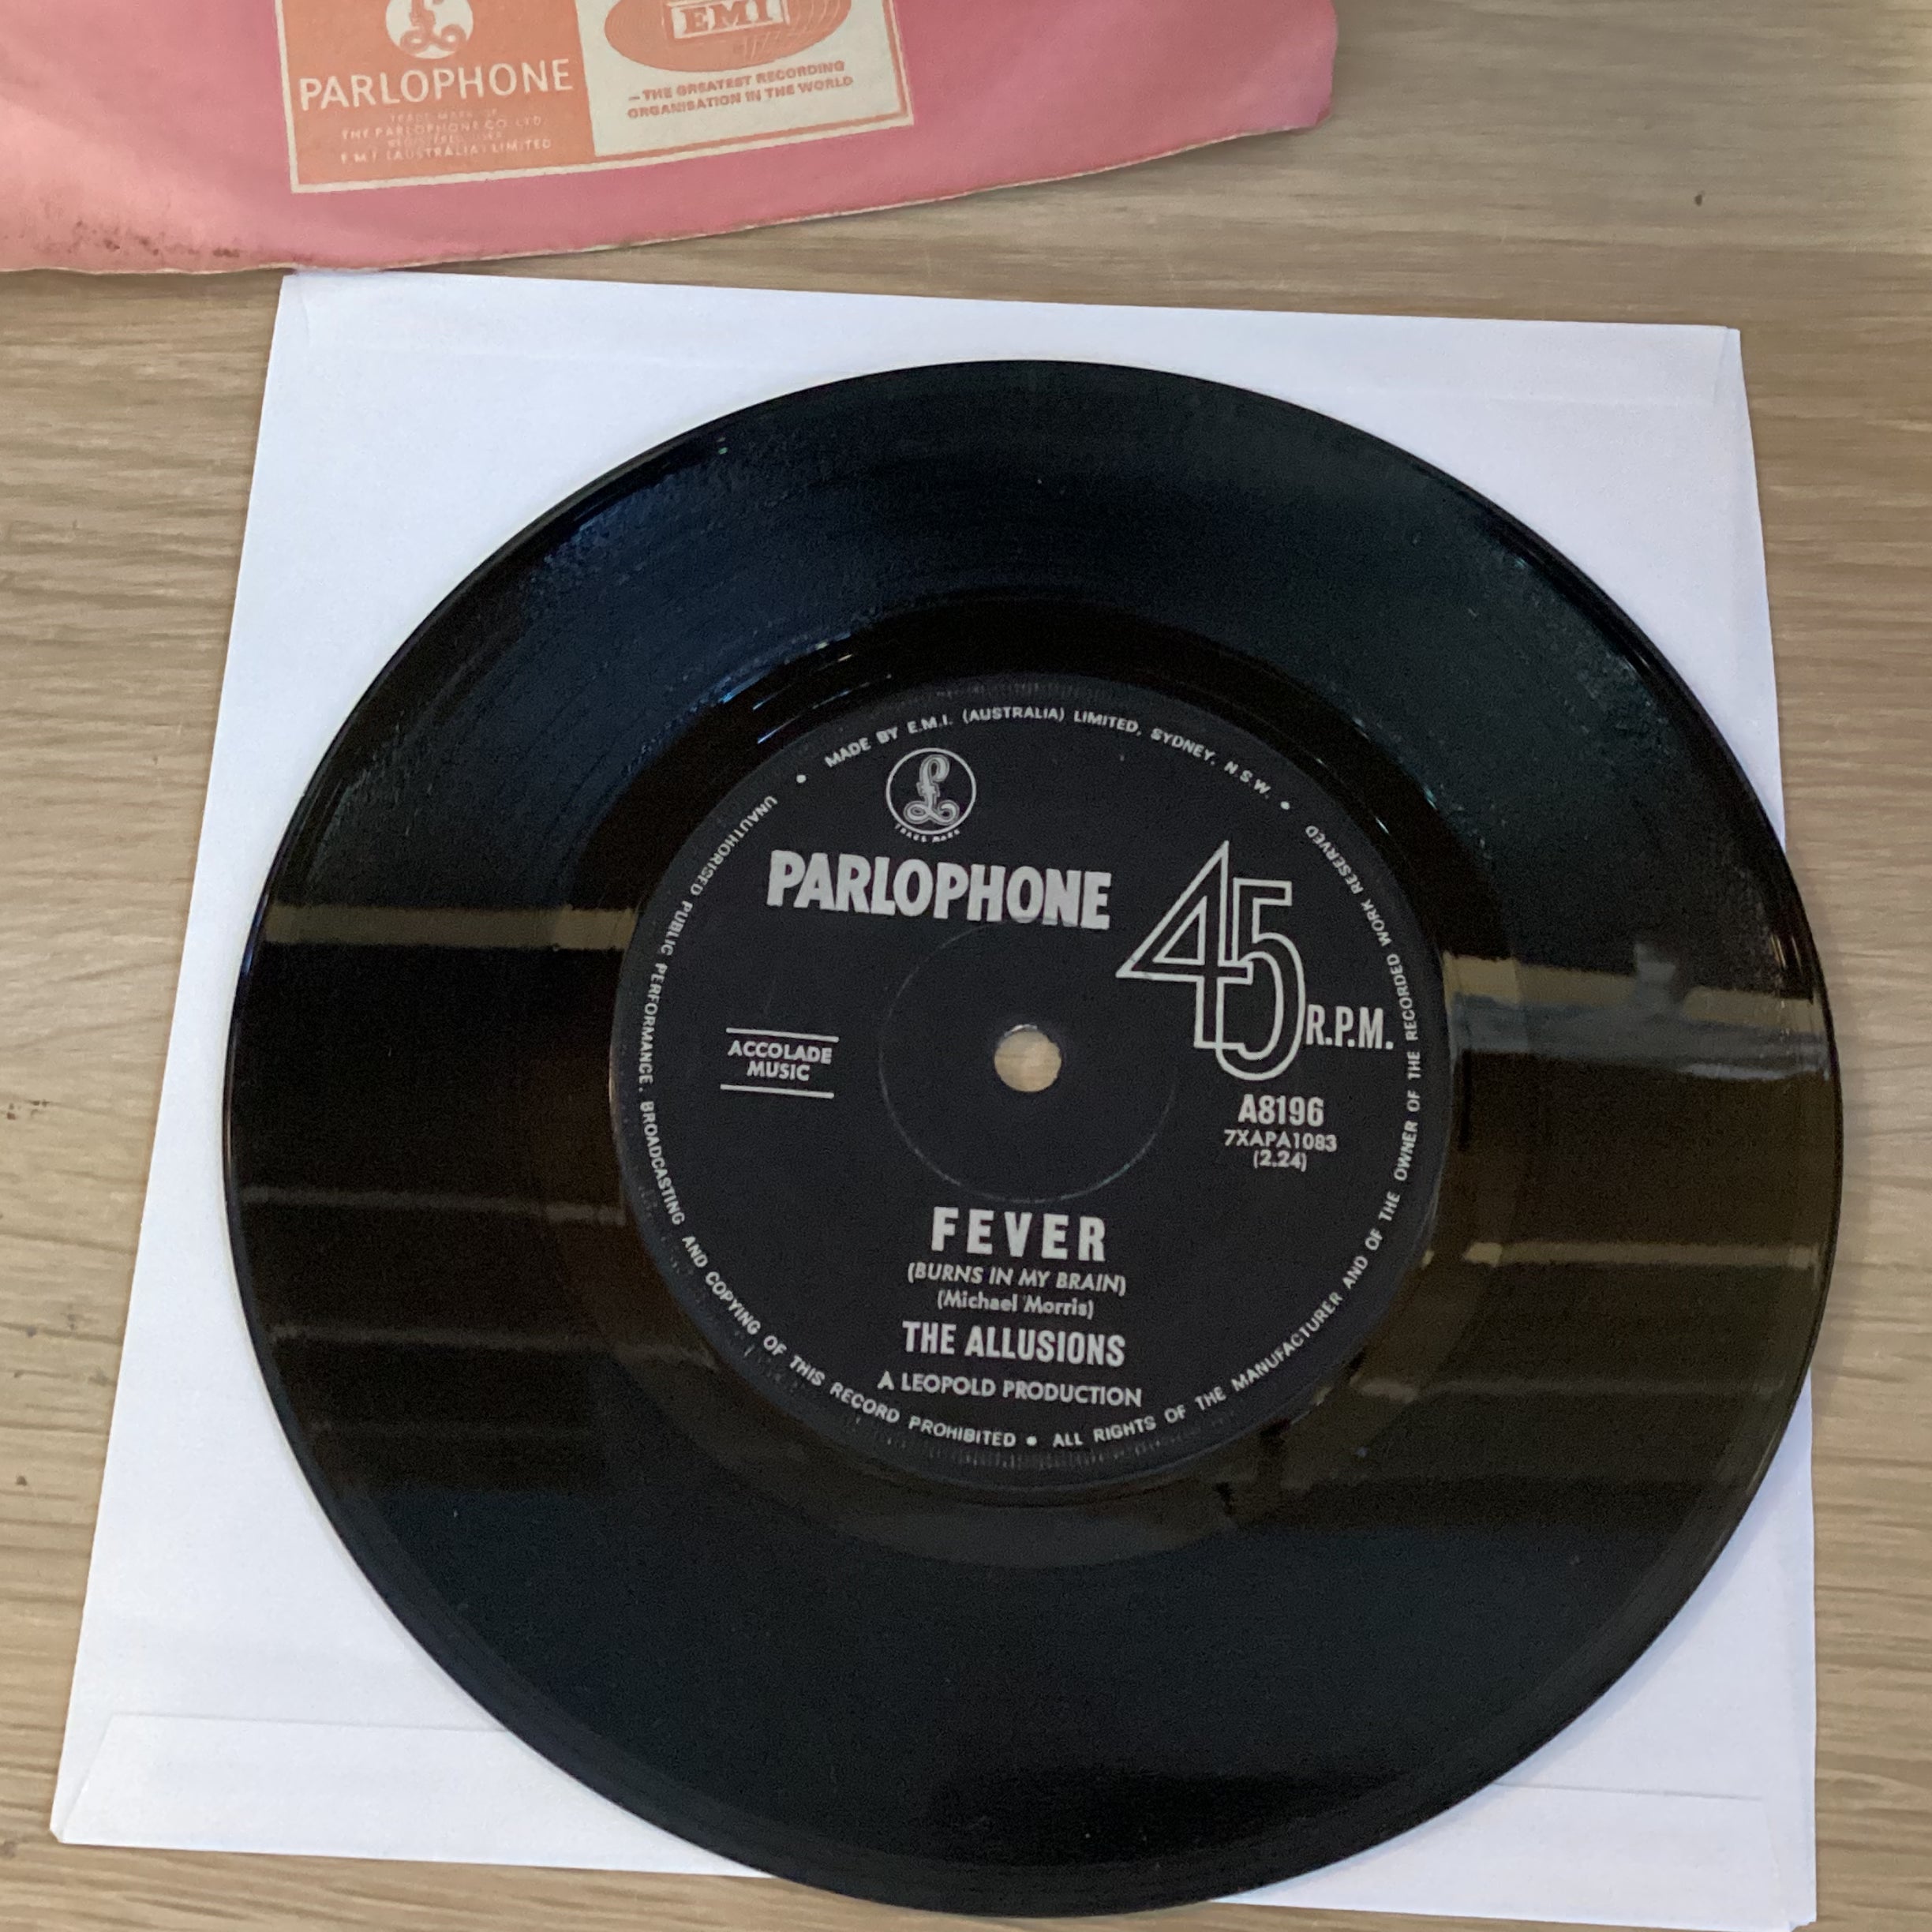 PARLOPHONE
TRADE MARK OF
THE PARLOPHONE CO. LTD.
E.M.I. (AUSTRALIA) LIMITED
EMI
—THE GREATEST RECORDING
ORGANISATION IN THE WORLD
MADE BY E.M.I. (AUSTRALIA) LIMITED, SYDNEY. N.S.W. •
UNAUTHORISED PUBLIC PERFORMANCE, BROADCASTING AND COPYING OF THIS RECORD PROHIBITED • ALL RIGHTS OF THE MANUFACTURER AND OF THE OWNER OF THE RECORDED WORK RESERVED
£
TRADE MARK
PARLOPHONE
45 R.P.M.
ACCOLADE
MUSIC
A8196
7XAPA1083
(2.24)
FEVER
(BURNS IN MY BRAIN)
(Michael Morris)
THE ALLUSIONS
A LEOPOLD PRODUCTION